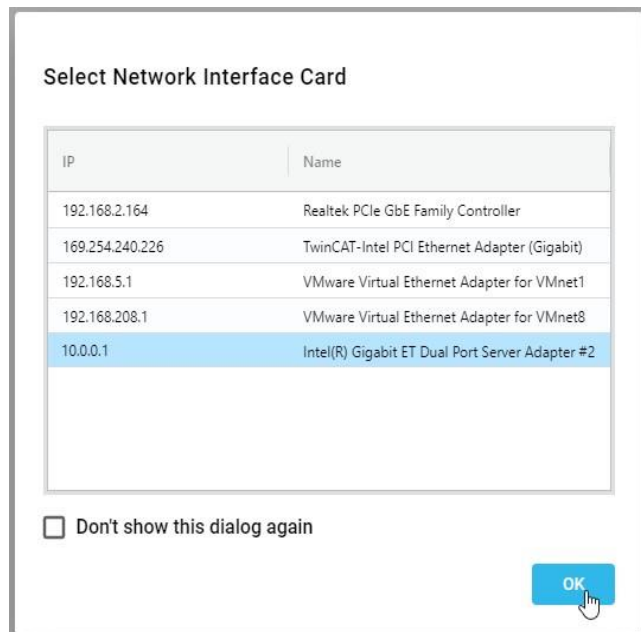 Select Network Interface Card
IP Name
192.168.2.164 Realtek PCIe GbE Family Controller
169.254.240.226 TwinCAT-Intel PCI Ethernet Adapter (Gigabit)
192.168.5.1 VMware Virtual Ethernet Adapter for VMnet1
192.168.208.1 VMware Virtual Ethernet Adapter for VMnet8
10.0.0.1 Intel(R) Gigabit ET Dual Port Server Adapter #2
Don't show this dialog again
OK